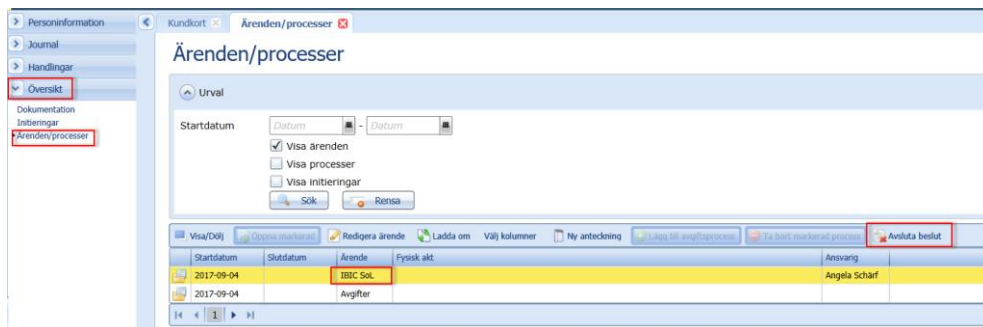 Personinformation
Journal
Handlingar
Översikt
Dokumentation
Initieringar
Ärenden/processer
Kundkort Ärenden/processer
Ärenden/processer
Urval
Startdatum Datum - Datum
Visa ärenden
Visa processer
Visa initieringar
Sök Rensa
Visa/Dölj Öppna markerad Redigera ärende Ladda om Välj kolumner Ny anteckning Lägg till avgiftsprocess Ta bort markerad process Avsluta beslut
Startdatum Slutdatum Ärende Fysisk akt Ansvarig
2017-09-04 IBIC SoL Angela Schärf
2017-09-04 Avgifter
1